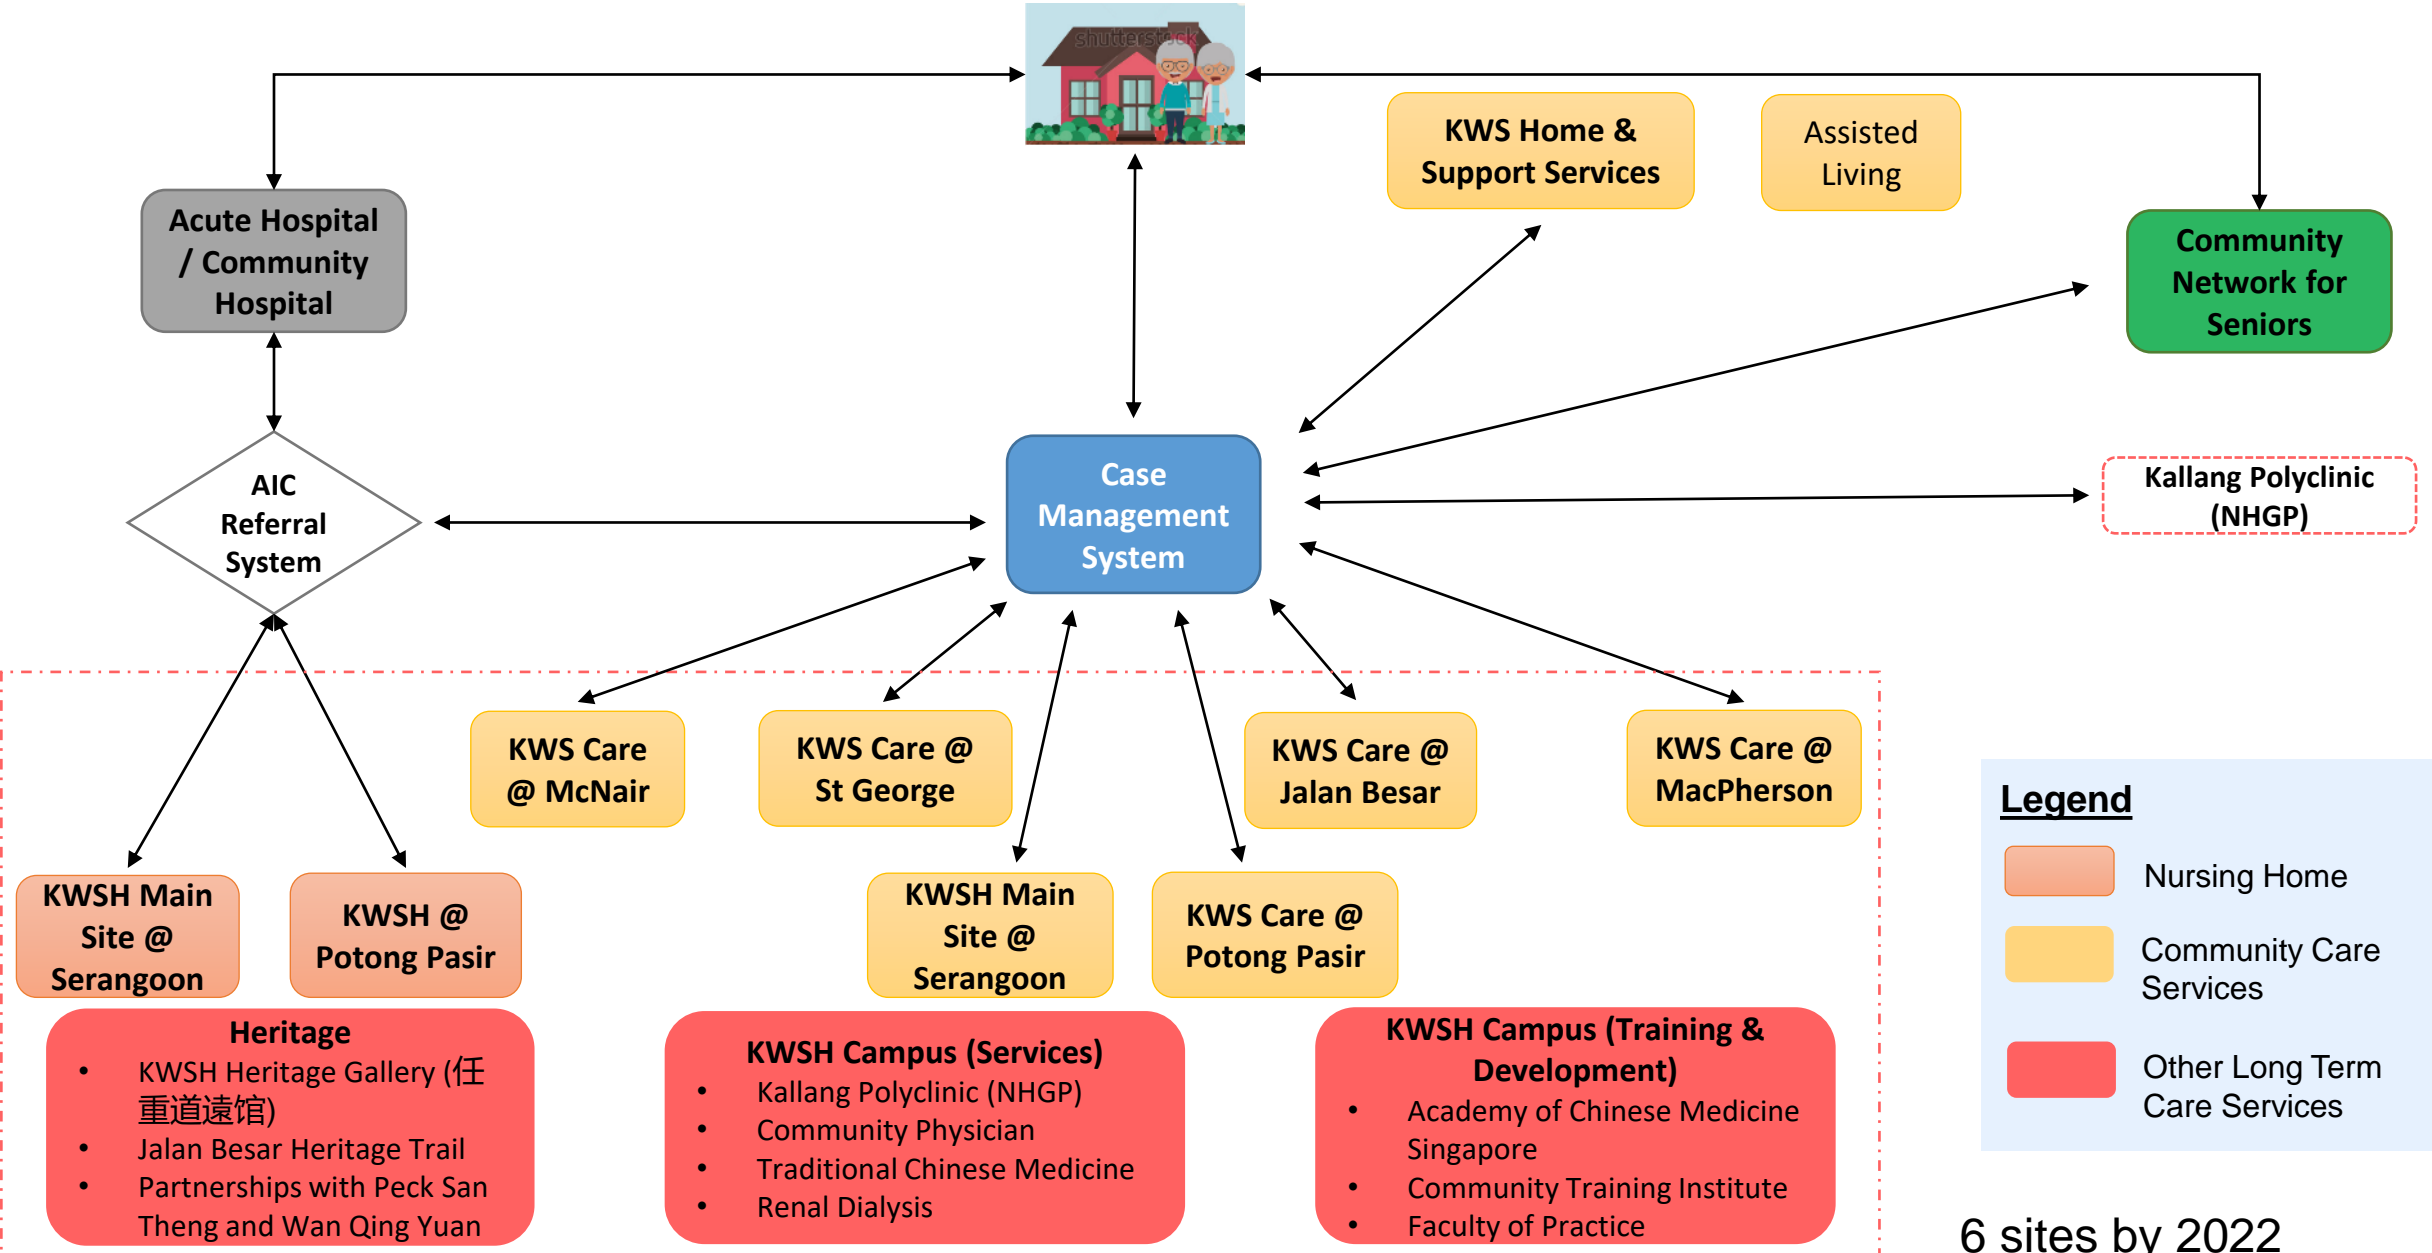 shutterstock
KWS Home &
Support Services
Assisted
Living
Acute Hospital
/ Community
Hospital
Community
Network for
Seniors
AIC
Referral
System
Case
Management
System
Kallang Polyclinic
(NHGP)
KWS Care
@ McNair
KWS Care @
St George
KWS Care @
Jalan Besar
KWS Care @
MacPherson
KWSH Main
Site @
Serangoon
KWSH @
Potong Pasir
KWSH Main
Site @
Serangoon
KWS Care @
Potong Pasir
Legend
Nursing Home
Community Care
Services
Other Long Term
Care Services
Heritage
• KWSH Heritage Gallery (任
重道遠馆)
• Jalan Besar Heritage Trail
• Partnerships with Peck San
Theng and Wan Qing Yuan
KWSH Campus (Services)
• Kallang Polyclinic (NHGP)
• Community Physician
• Traditional Chinese Medicine
• Renal Dialysis
KWSH Campus (Training &
Development)
• Academy of Chinese Medicine
Singapore
• Community Training Institute
• Faculty of Practice
6 sites by 2022